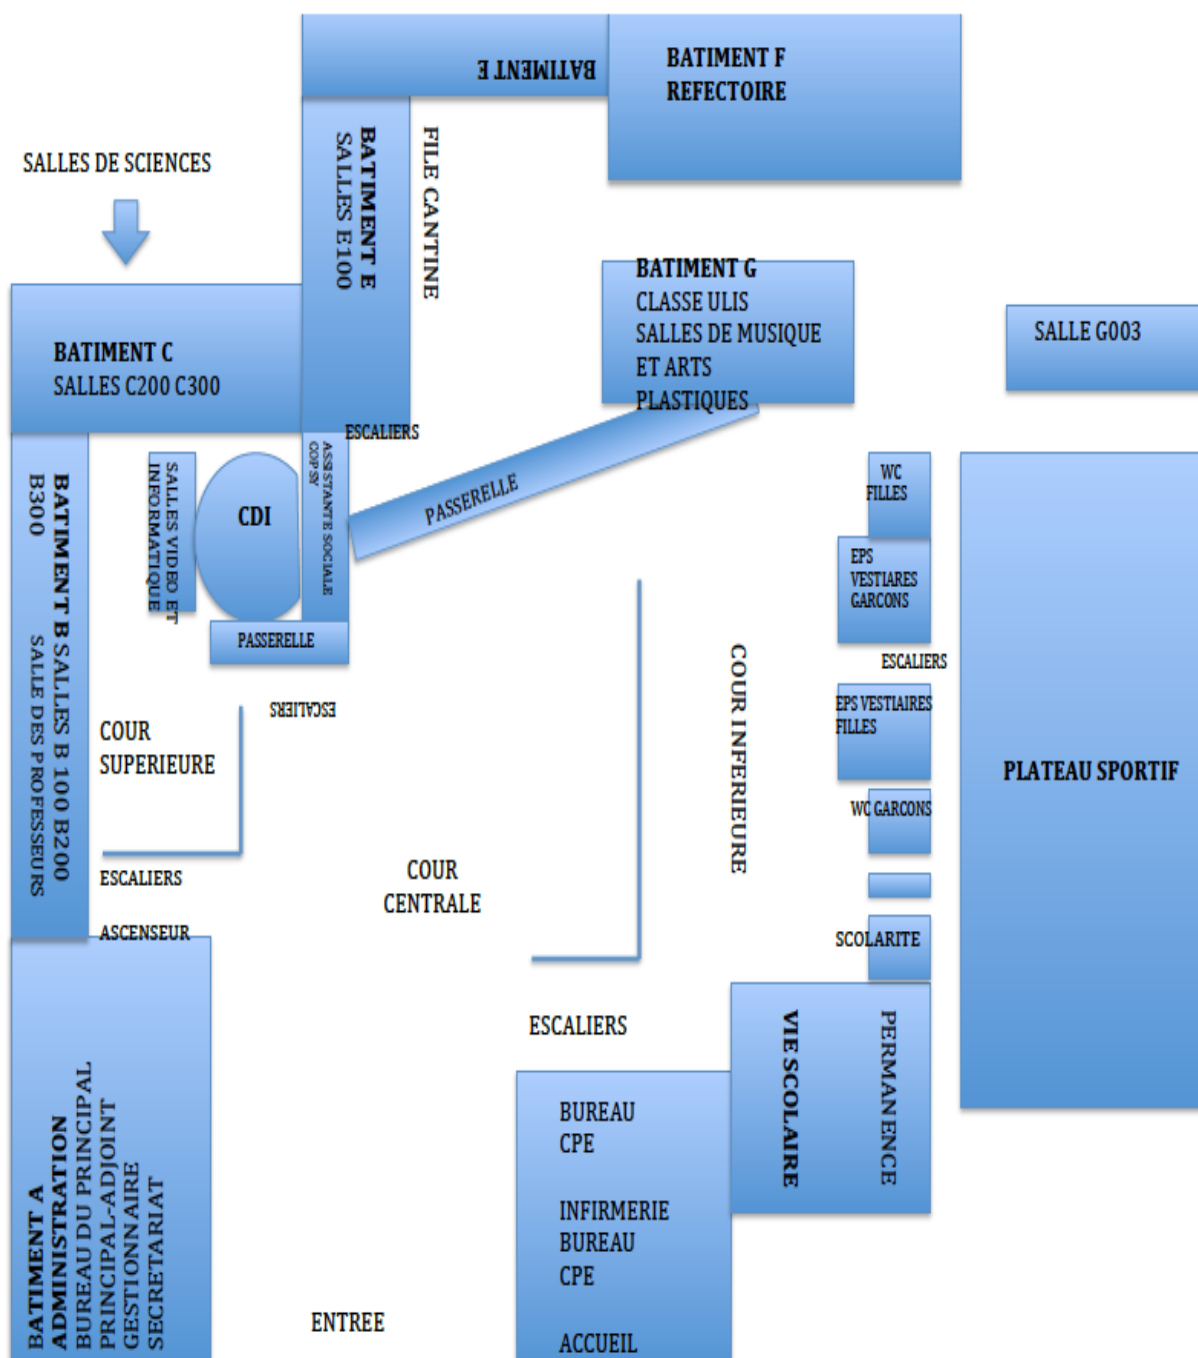 BATIMENT E
BATIMENT F
REFECTOIRE
SALLES DE SCIENCES
BATIMENT E
SALLES E100
FILE CANTINE
BATIMENT G
CLASSE ULIS
SALLES DE MUSIQUE
ET ARTS
PLASTIQUES
SALLE G003
BATIMENT C
SALLES C200 C300
ESCALIERS
ASSISTANTE SOCIALE
COPSY
PASSERELLE
SALLES VIDEO ET
INFORMATIQUE
CDI
PASSERELLE
ESCALIERS
BATIMENT B SALLES B 100 B200
B300
SALLE DES PROFESSEURS
COUR
SUPERIEURE
ESCALIERS
ASCENSEUR
COUR
CENTRALE
COUR INFERIEURE
WC
FILLES
EPS
VESTIARES
GARCONS
ESCALIERS
EPS VESTIAIRES
FILLES
WC GARCONS
SCOLARITE
PLATEAU SPORTIF
ESCALIERS
VIE SCOLAIRE
PERMANENCE
BUREAU
CPE
INFIRMERIE
BUREAU
CPE
ACCUEIL
ENTREE
BATIMENT A
ADMINISTRATION
BUREAU DU PRINCIPAL
PRINCIPAL-ADJOINT
GESTIONNAIRE
SECRETARIAT